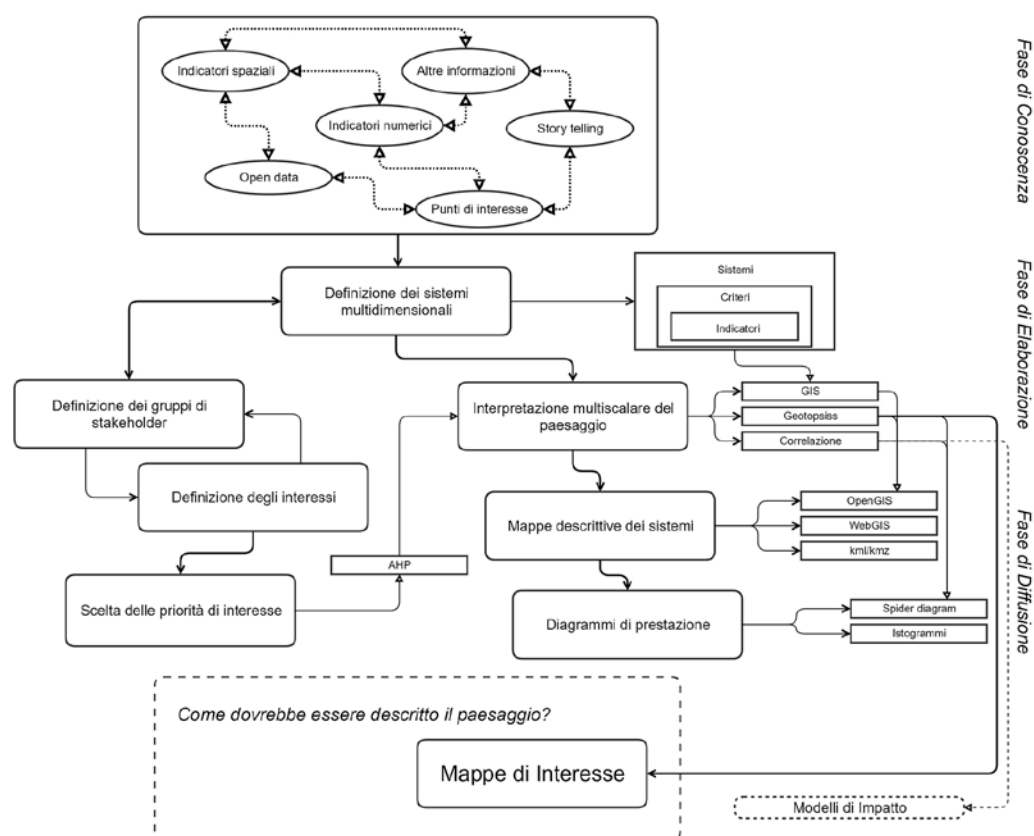 Fase di Conoscenza
Indicatori spaziali
Altre informazioni
Indicatori numerici
Story telling
Open data
Punti di interesse
Fase di Elaborazione
Definizione dei sistemi
multidimensionali
Sistemi
Criteri
Indicatori
Definizione dei gruppi di
stakeholder
Interpretazione multiscalare del
paesaggio
GIS
Geotopsiss
Correlazione
Definizione degli interessi
Mappe descrittive dei sistemi
OpenGIS
WebGIS
kml/kmz
Fase di Diffusione
AHP
Scelta delle priorità di interesse
Diagrammi di prestazione
Spider diagram
Istogrammi
Come dovrebbe essere descritto il paesaggio?
Mappe di Interesse
Modelli di Impatto